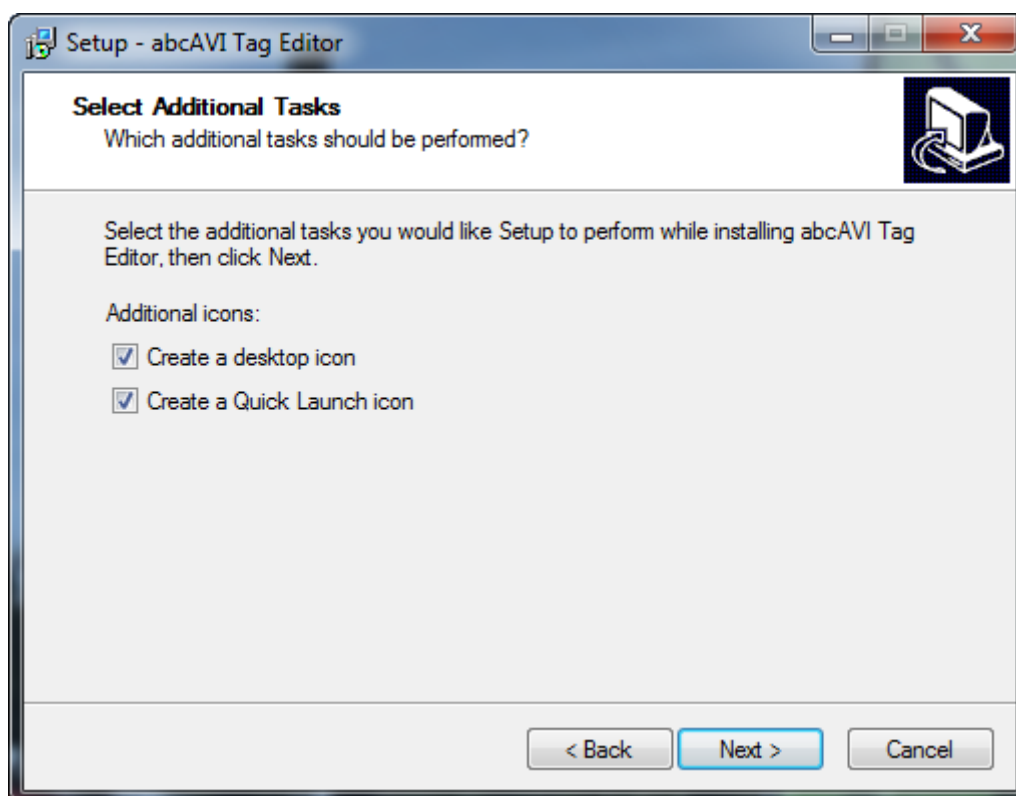 Setup - abcAVI Tag Editor
Select Additional Tasks
Which additional tasks should be performed?
Select the additional tasks you would like Setup to perform while installing abcAVI Tag
Editor, then click Next.
Additional icons:
Create a desktop icon
Create a Quick Launch icon
< Back
Next >
Cancel